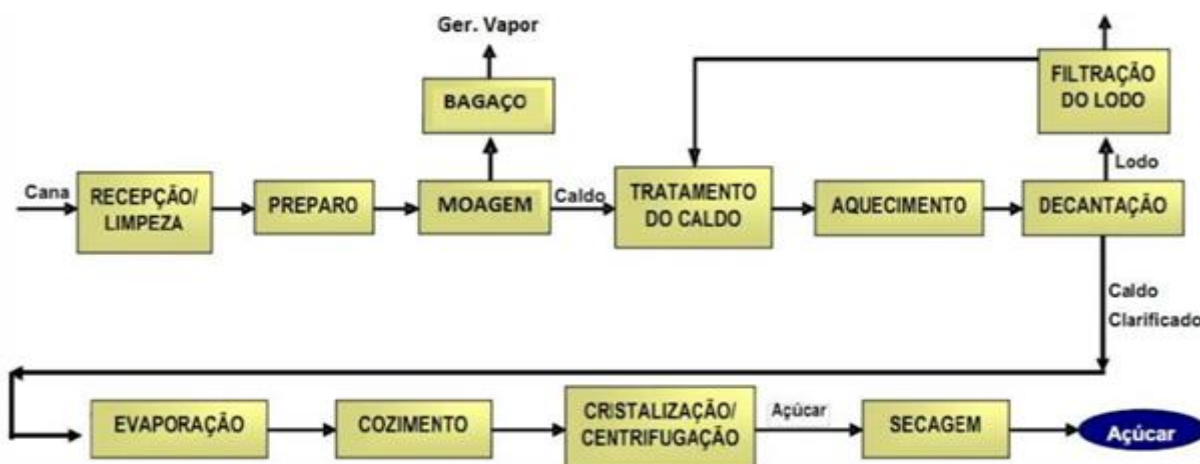 Ger. Vapor
BAGAÇO
FILTRAÇÃO
DO LODO
Lodo
Cana
RECEPÇÃO/
LIMPEZA
PREPARO
MOAGEM
Caldo
TRATAMENTO
DO CALDO
AQUECIMENTO
DECANTAÇÃO
Caldo
Clarificado
EVAPORAÇÃO
COZIMENTO
CRISTALIZAÇÃO/
CENTRIFUGAÇÃO
Açúcar
SECAGEM
Açúcar